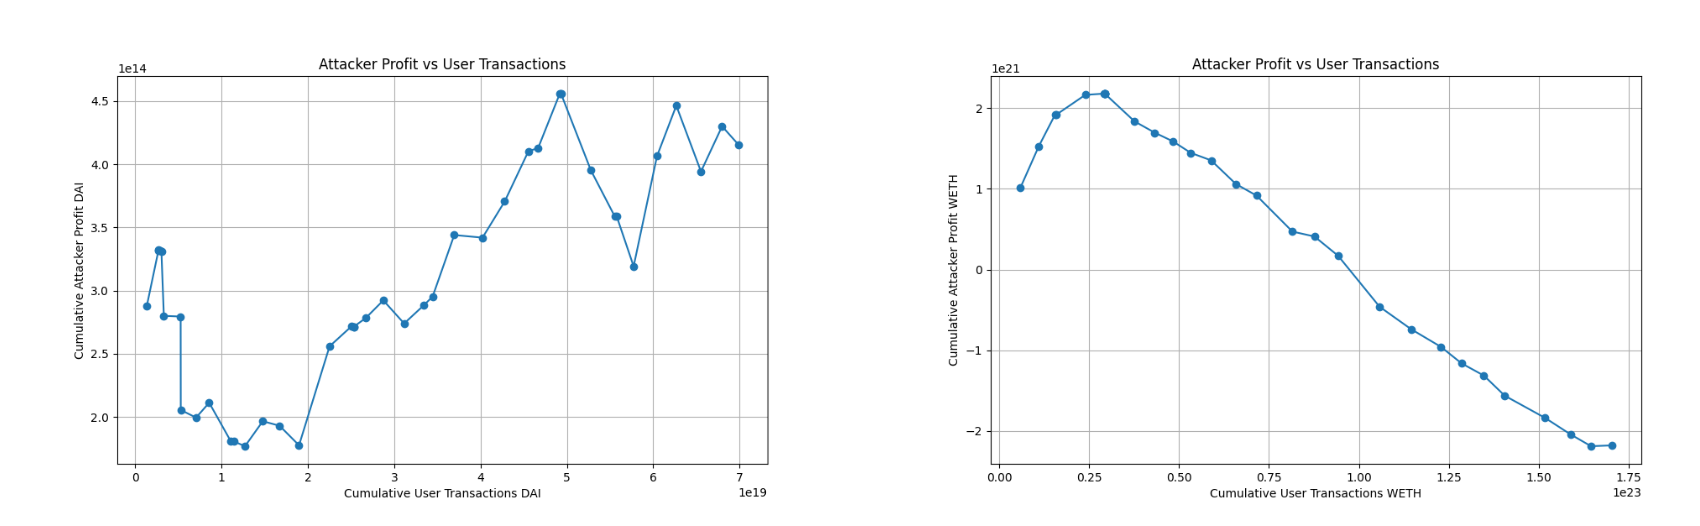 Attacker Profit vs User Transactions
1e14
4.5
4.0
3.5
3.0
2.5
2.0
Cumulative Attacker Profit DAI
0 1 2 3 4 5 6 7
1e19
Cumulative User Transactions DAI
Attacker Profit vs User Transactions
1e21
2
1
0
−1
−2
Cumulative Attacker Profit WETH
0.00 0.25 0.50 0.75 1.00 1.25 1.50 1.75
1e23
Cumulative User Transactions WETH